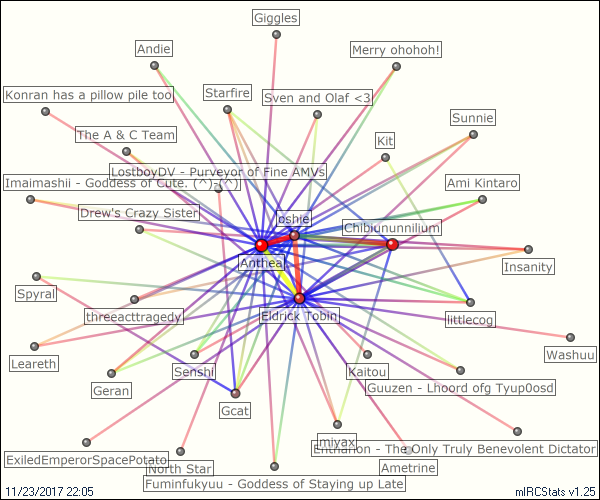 Giggles
Andie
Merry ohohoh!
Konran has a pillow pile too
Starfire
Sven and Olaf <3
Sunnie
The A & C Team
Kit
LostboyDV - Purveyor of Fine AMVs
Imaimashii - Goddess of Cute. (^)-(^)
Ami Kintaro
Drew's Crazy Sister
oshie
Chibiununnilium
Anthea
Insanity
Spyral
threeacttragedy
Eldrick Tobin
littlecog
Washuu
Leareth
Senshi
Kaitou
Geran
Guuzen - Lhoord ofg Tyup0osd
Gcat
jmiyax
Enthanon - The Only Truly Benevolent Dictator
ExiledEmperorSpacePotato
North Star
Ametrine
Fuminfukyuu - Goddess of Staying up Late
11/23/2017 22:05
mIRCStats v1.25